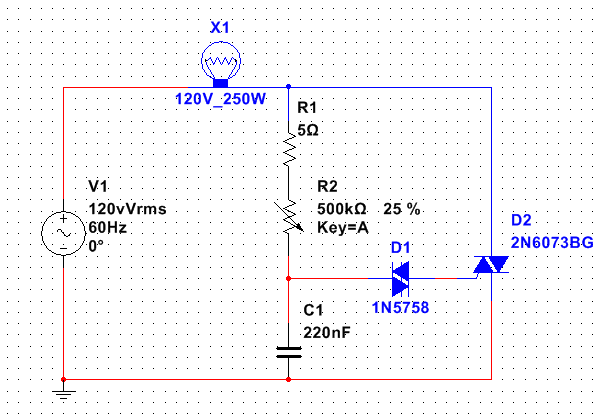 X1
120V_250W
R1
5Ω
V1
120vVrms
60Hz
0°
R2
500kΩ 25 %
Key=A
D2
2N6073BG
D1
1N5758
C1
220nF